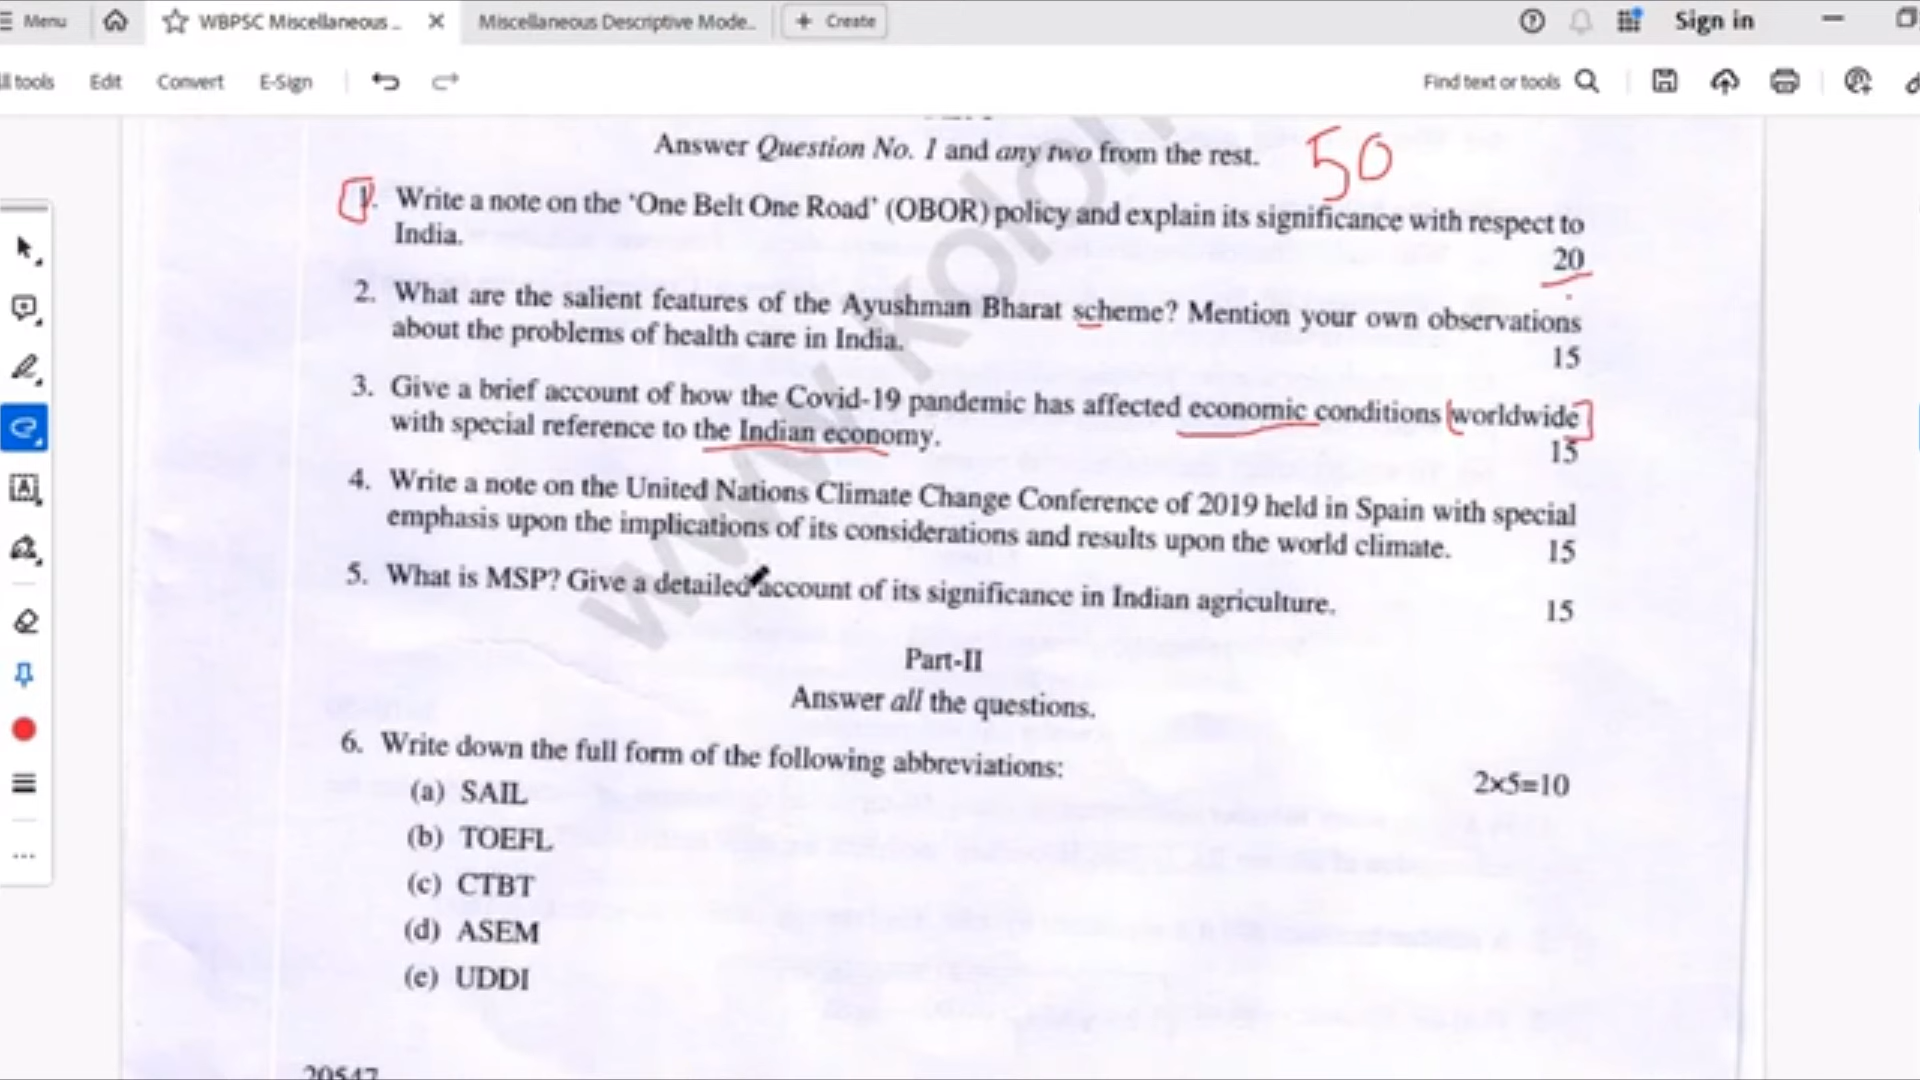 Menu
WBPSC Miscellaneous ..
Miscellaneous Descriptive Mode..
+ Create
Sign in
ll tools
Edit
Convert
E-Sign
Find text or tools
Answer Question No. 1 and any two from the rest.
50
1. Write a note on the ‘One Belt One Road’ (OBOR) policy and explain its significance with respect to
India.
20
2. What are the salient features of the Ayushman Bharat scheme? Mention your own observations
about the problems of health care in India.
15
3. Give a brief account of how the Covid-19 pandemic has affected economic conditions worldwide
with special reference to the Indian economy.
15
4. Write a note on the United Nations Climate Change Conference of 2019 held in Spain with special
emphasis upon the implications of its considerations and results upon the world climate.
15
5. What is MSP? Give a detailed account of its significance in Indian agriculture.
15
Part-II
Answer all the questions.
6. Write down the full form of the following abbreviations:
2×5=10
(a) SAIL
(b) TOEFL
(c) CTBT
(d) ASEM
(e) UDDI
20547
www.kolom